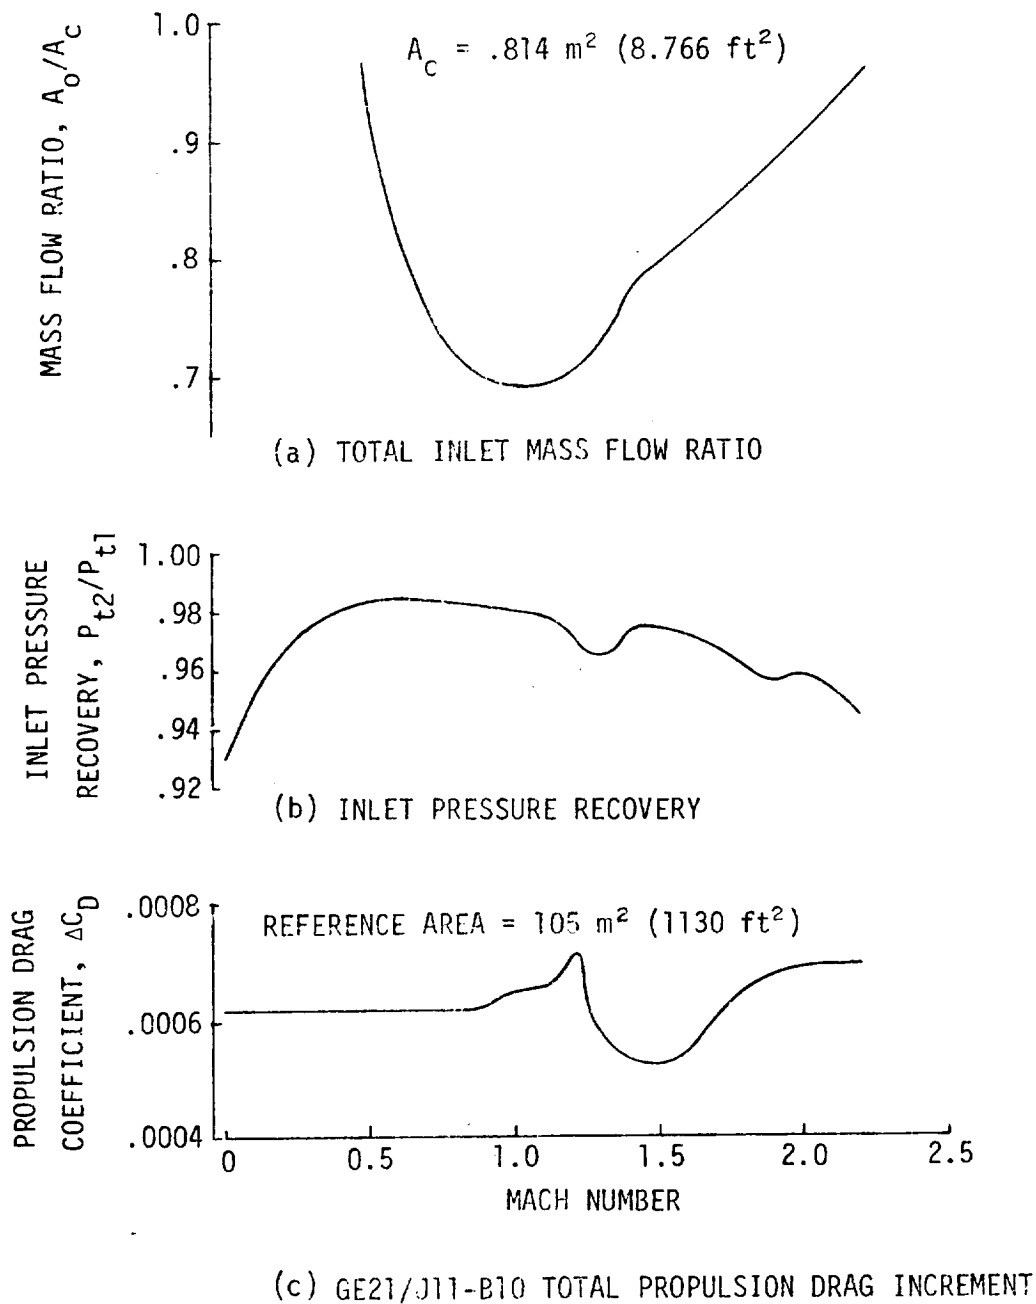 MASS FLOW RATIO, A₀/A_C
1.0
.9
.8
.7
A_C = .814 m² (8.766 ft²)
(a) TOTAL INLET MASS FLOW RATIO
INLET PRESSURE
RECOVERY, P_t2/P_t1
1.00
.98
.96
.94
.92
(b) INLET PRESSURE RECOVERY
PROPULSION DRAG
COEFFICIENT, ΔC_D
.0008
.0006
.0004
REFERENCE AREA = 105 m² (1130 ft²)
0 0.5 1.0 1.5 2.0 2.5
MACH NUMBER
(c) GE21/J11-B10 TOTAL PROPULSION DRAG INCREMENT